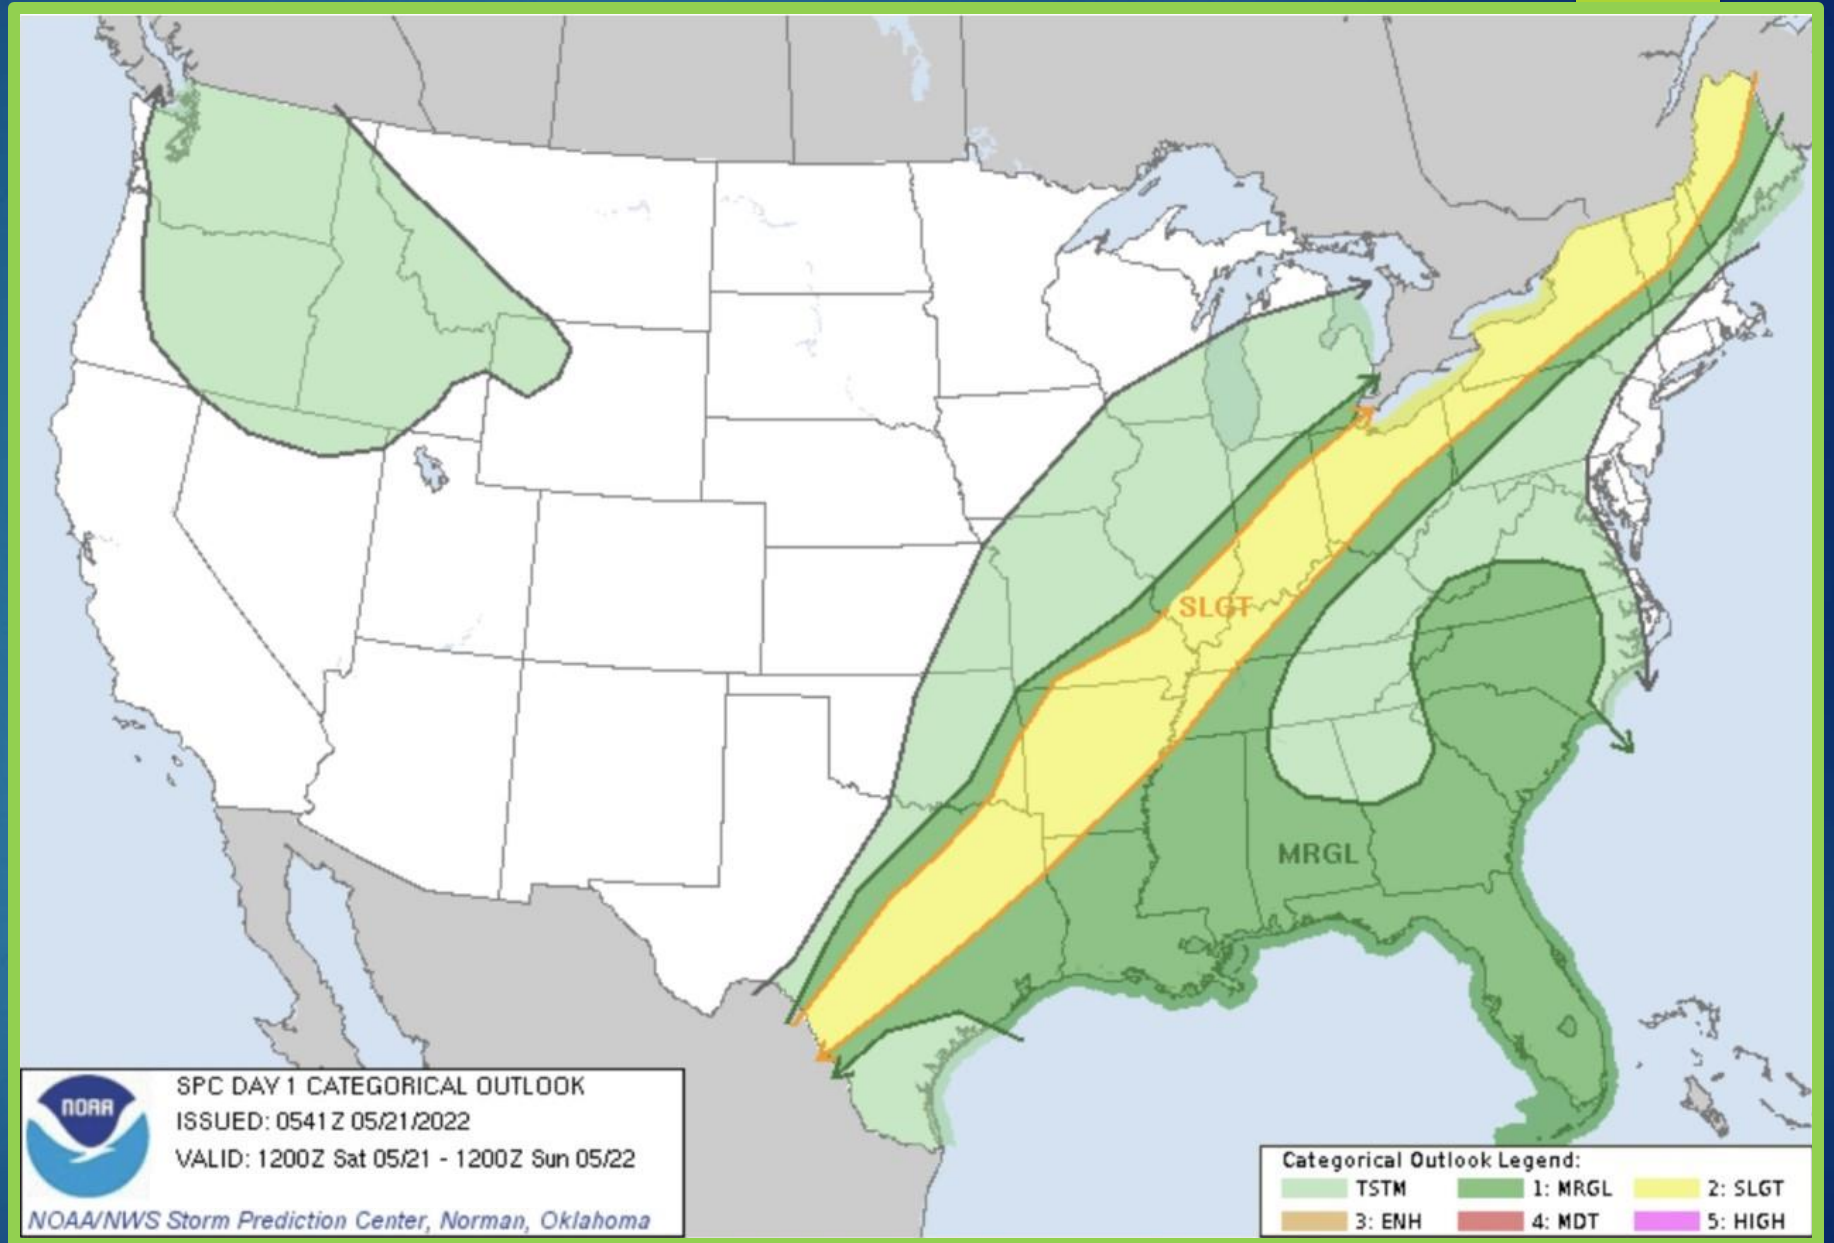 SLGT
MRGL
NOAA
SPC DAY 1 CATEGORICAL OUTLOOK
ISSUED: 0541Z 05/21/2022
VALID: 1200Z Sat 05/21 - 1200Z Sun 05/22
NOAA/NWS Storm Prediction Center, Norman, Oklahoma
Categorical Outlook Legend:
TSTM 1: MRGL 2: SLGT
3: ENH 4: MDT 5: HIGH